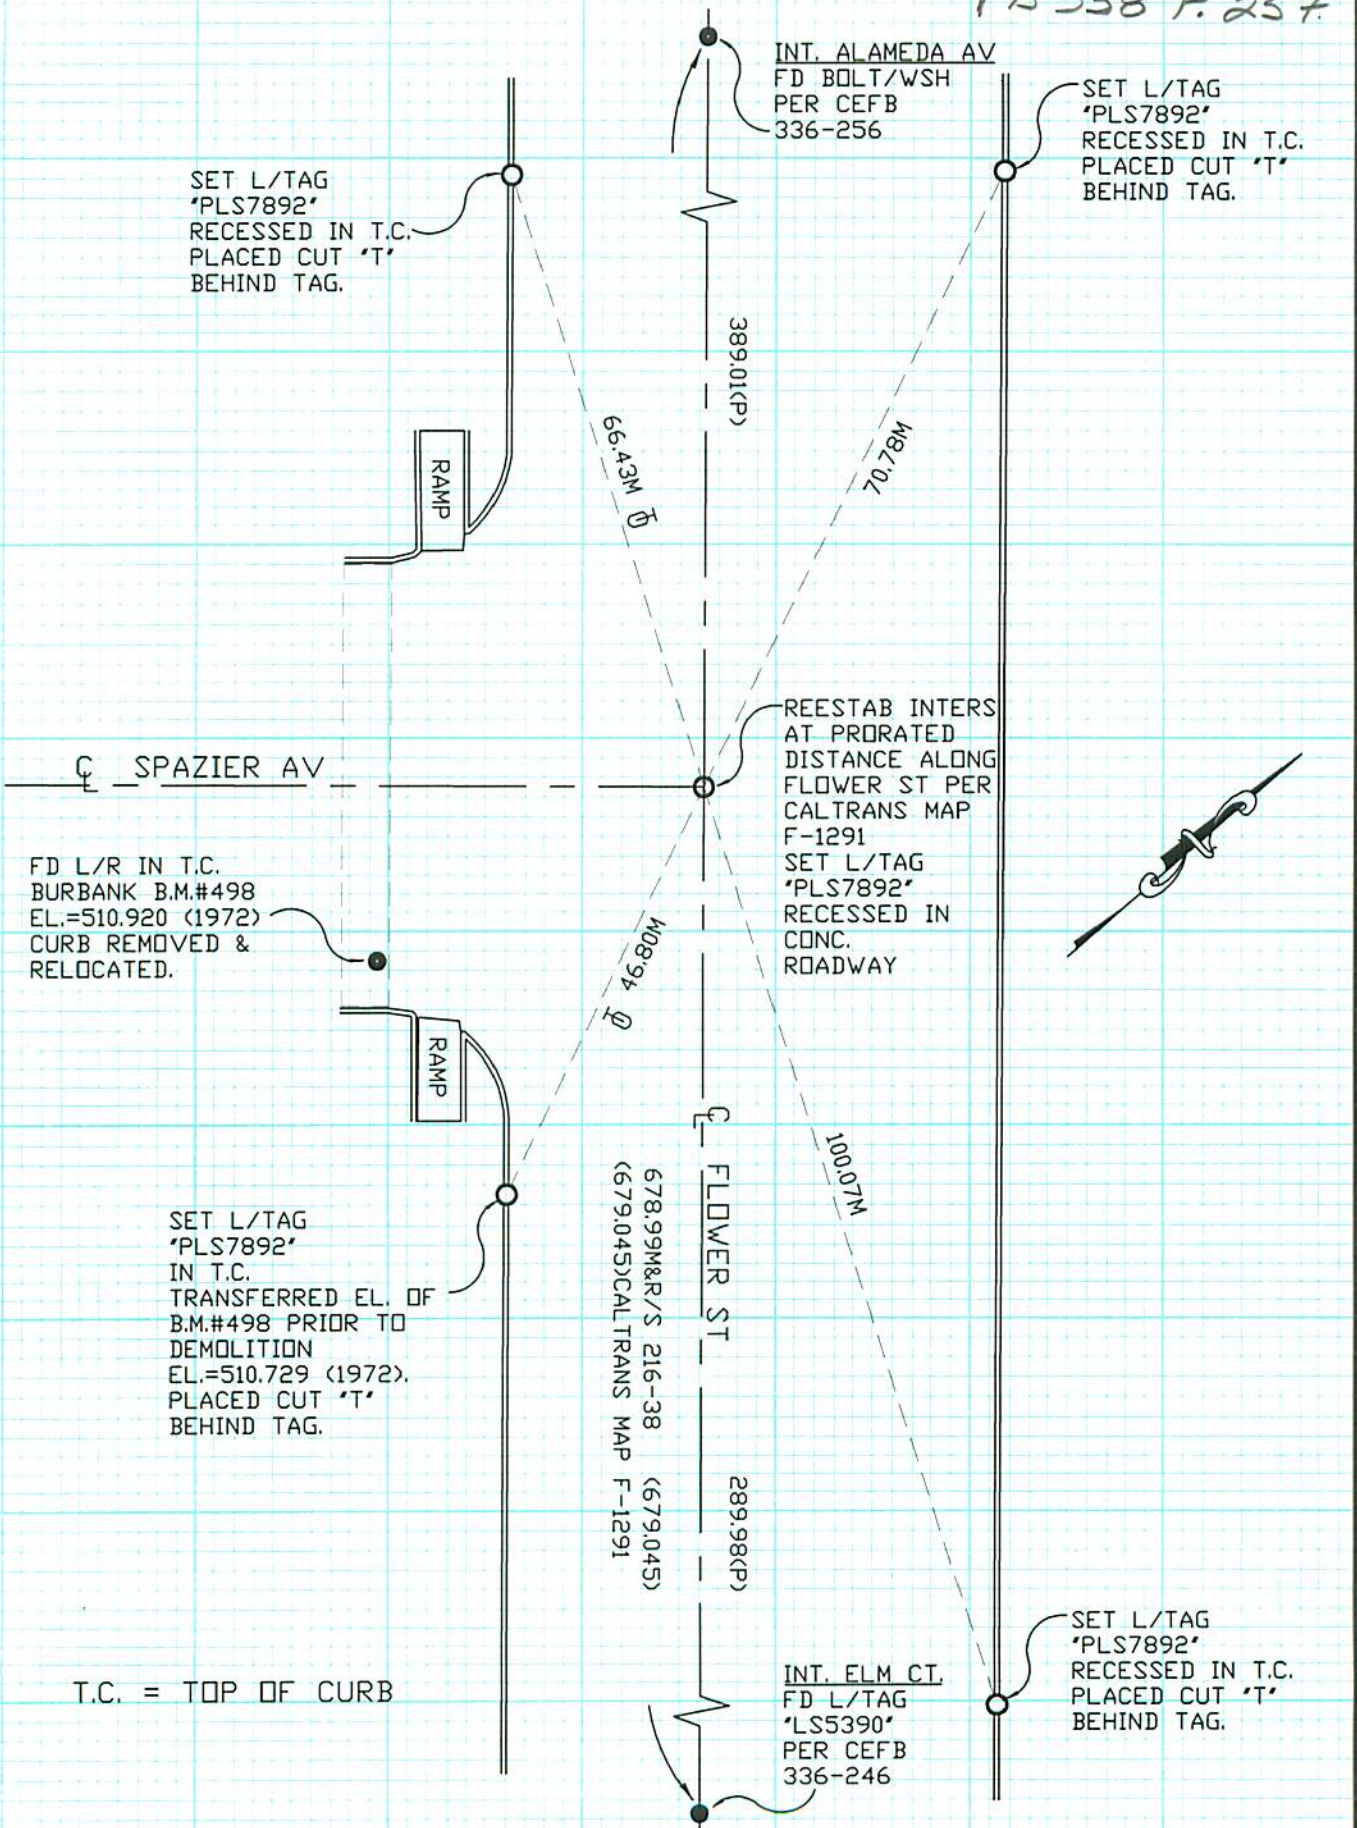 INT. ALAMEDA AV
FD BOLT/WSH
PER CEFB
336-256
SET L/TAG
"PLS7892"
RECESSED IN T.C.
PLACED CUT "T"
BEHIND TAG.
SET L/TAG
"PLS7892"
RECESSED IN T.C.
PLACED CUT "T"
BEHIND TAG.
389.01(P)
66.43M
70.78M
RAMP
REESTAB INTERS
AT PRORATED
DISTANCE ALONG
FLOWER ST PER
CALTRANS MAP
F-1291
SET L/TAG
"PLS7892"
RECESSED IN
CONC.
ROADWAY
℄ SPAZIER AV
FD L/R IN T.C.
BURBANK B.M.#498
EL.=510.920 (1972)
CURB REMOVED &
RELOCATED.
46.80M
RAMP
100.07M
℄ FLOWER ST
678.99M&R/S 216-38 (679.045)
(679.045)CALTRANS MAP F-1291
289.98(P)
SET L/TAG
"PLS7892"
IN T.C.
TRANSFERRED EL. OF
B.M.#498 PRIOR TO
DEMOLITION
EL.=510.729 (1972).
PLACED CUT "T"
BEHIND TAG.
T.C. = TOP OF CURB
INT. ELM CT.
FD L/TAG
"LS5390"
PER CEFB
336-246
SET L/TAG
"PLS7892"
RECESSED IN T.C.
PLACED CUT "T"
BEHIND TAG.